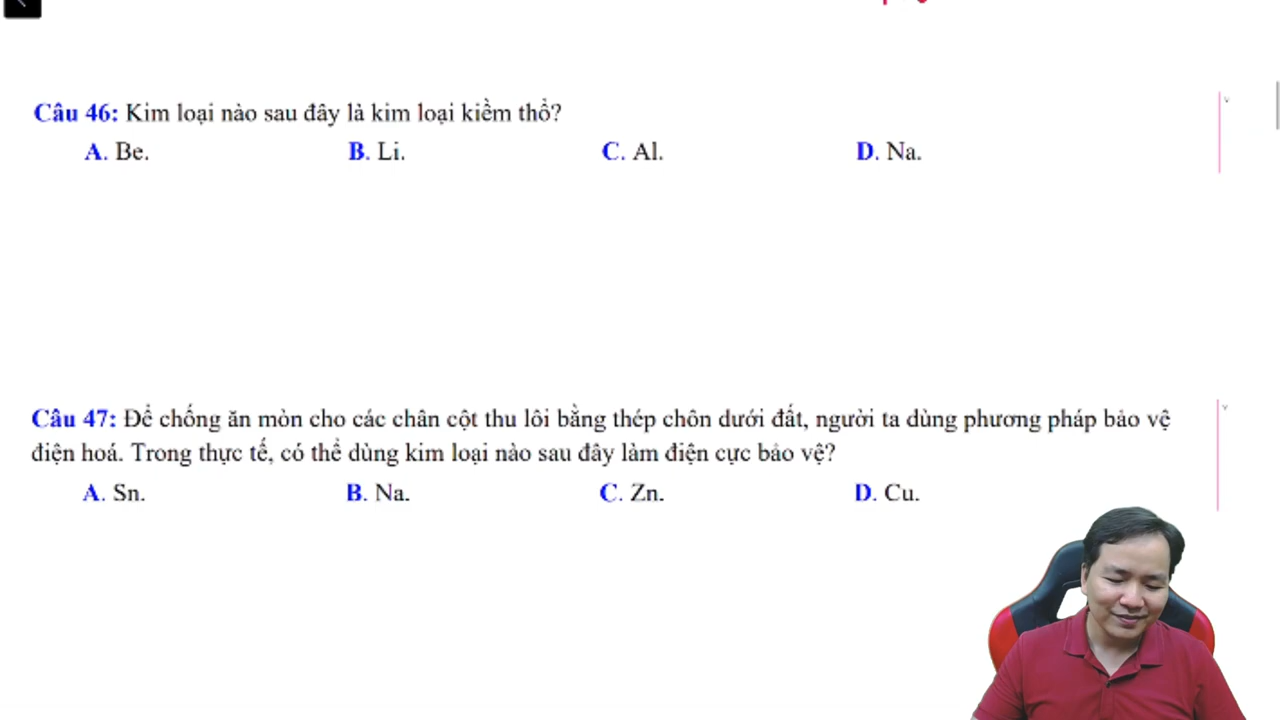 Câu 46: Kim loại nào sau đây là kim loại kiềm thổ?
A. Be. B. Li. C. Al. D. Na.
Câu 47: Để chống ăn mòn cho các chân cột thu lôi bằng thép chôn dưới đất, người ta dùng phương pháp bảo vệ
điện hoá. Trong thực tế, có thể dùng kim loại nào sau đây làm điện cực bảo vệ?
A. Sn. B. Na. C. Zn. D. Cu.